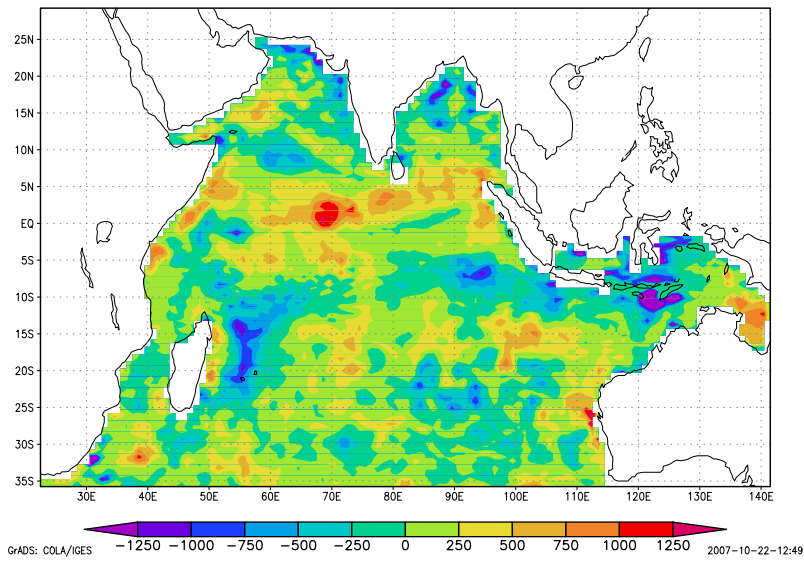 25N
20N
15N
10N
5N
EQ
5S
10S
15S
20S
25S
30S
35S
30E 40E 50E 60E 70E 80E 90E 100E 110E 120E 130E 140E
−1250 −1000 −750 −500 −250 0 250 500 750 1000 1250
GrADS: COLA/IGES 2007-10-22-12:49